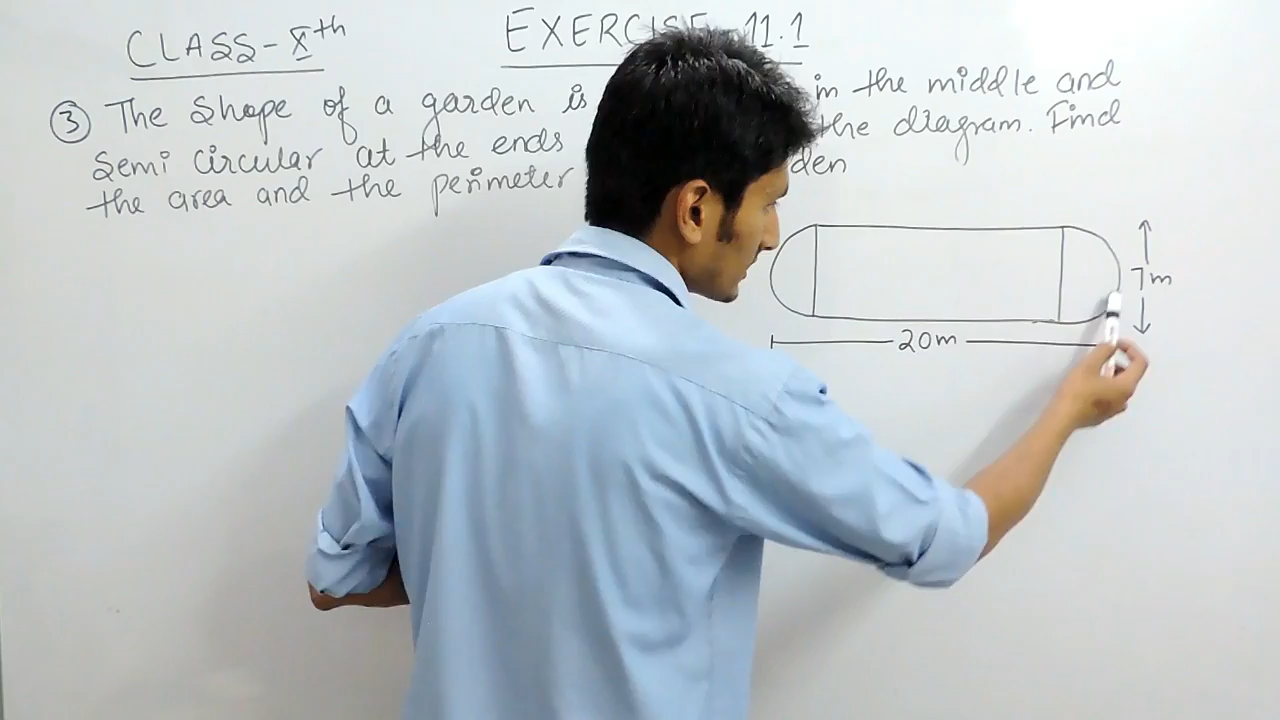 CLASS-Xth
EXERCISE-11.1
③ The shape of a garden is in the middle and
semi circular at the ends the diagram. Find
the area and the perimeter den
7m
20m